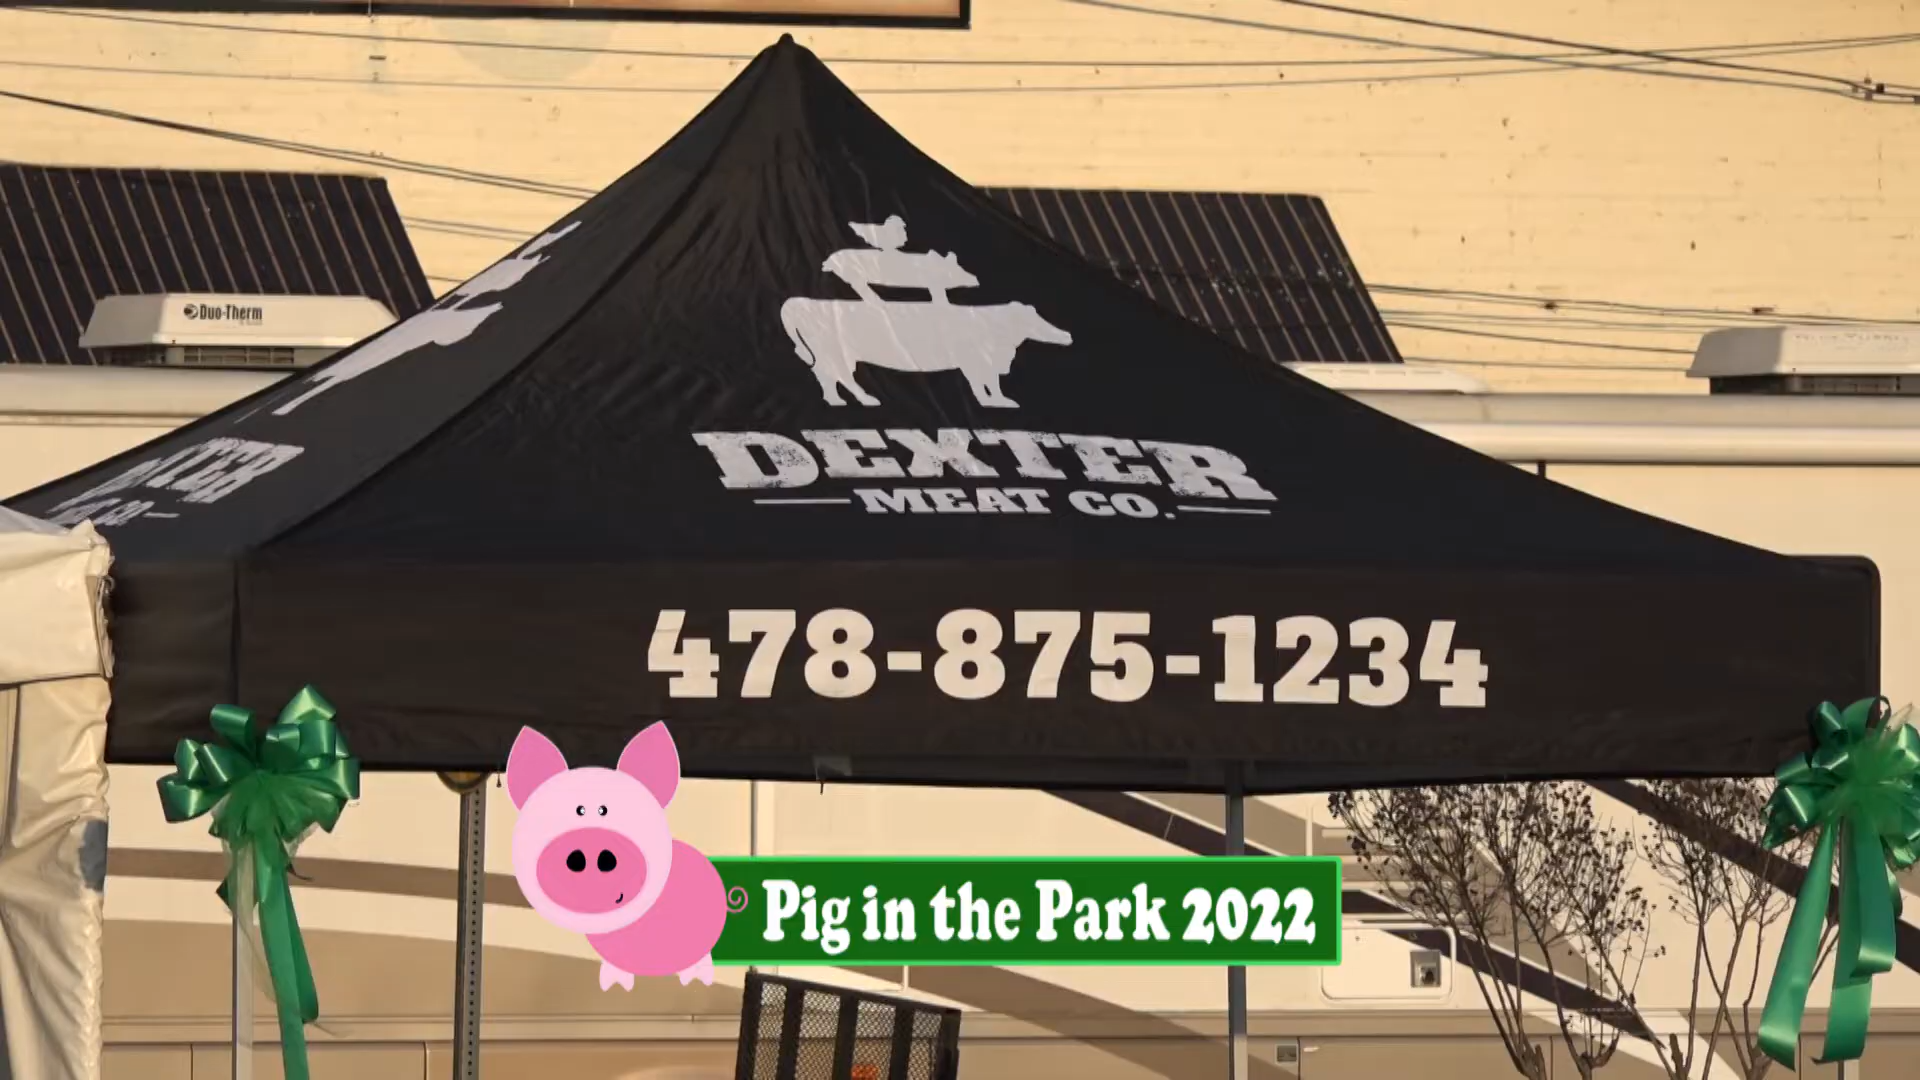 Duo-Therm
DEXTER
MEAT CO.
478-875-1234
Pig in the Park 2022